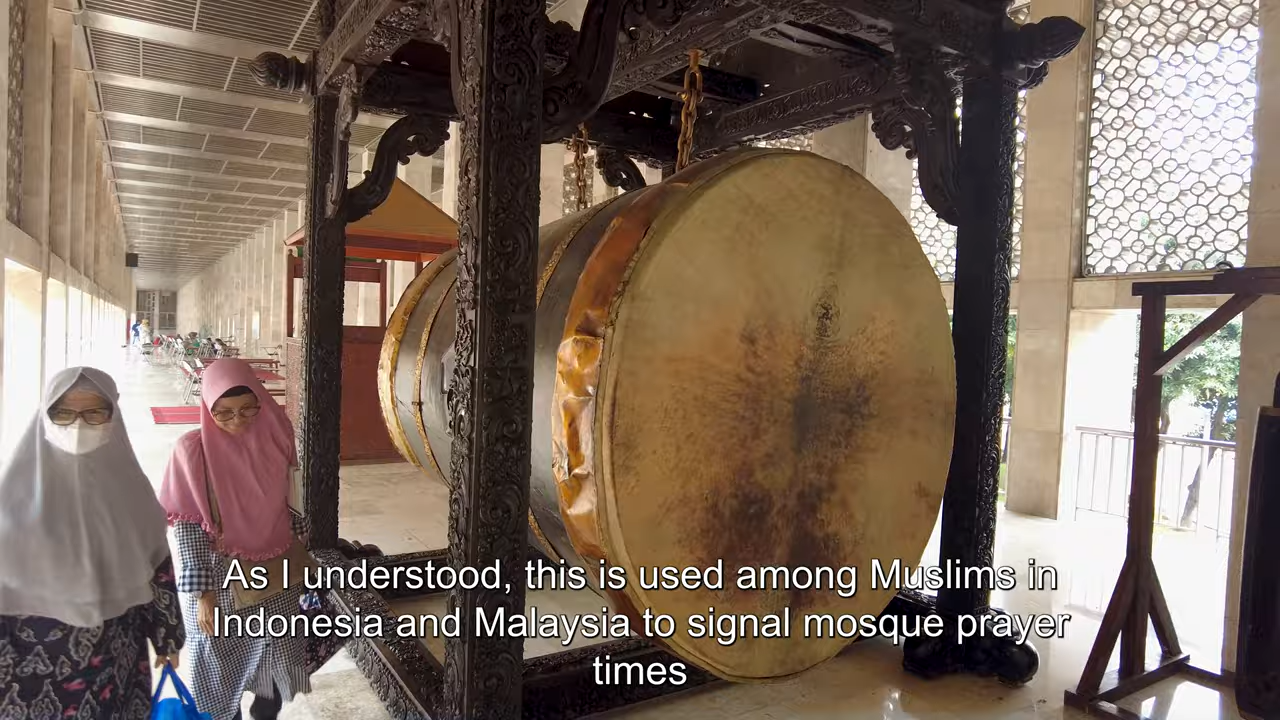 As I understood, this is used among Muslims in
Indonesia and Malaysia to signal mosque prayer
times